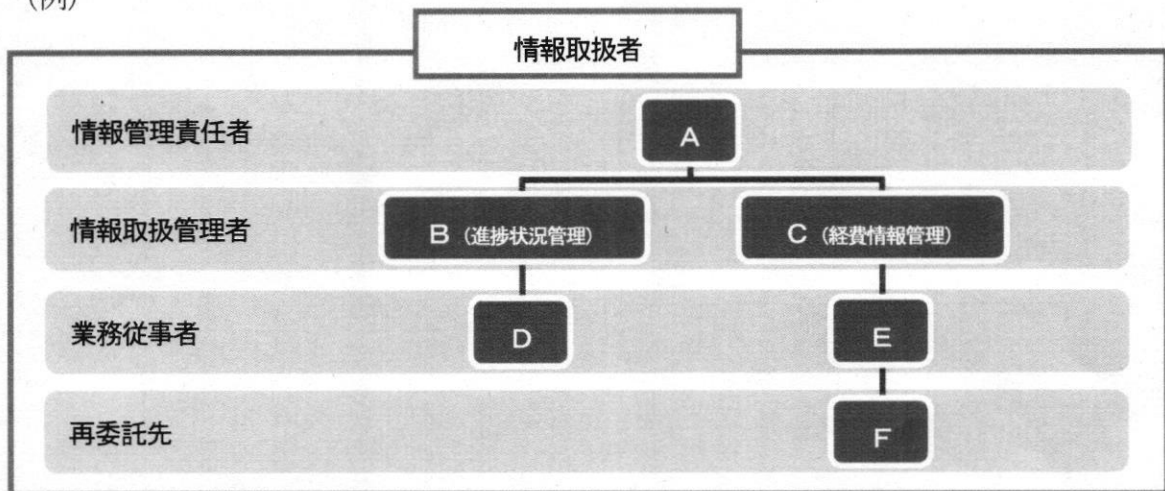 (例)
情報取扱者
情報管理責任者
A
情報取扱管理者
B (進捗状況管理)
C (経費情報管理)
業務従事者
D
E
再委託先
F